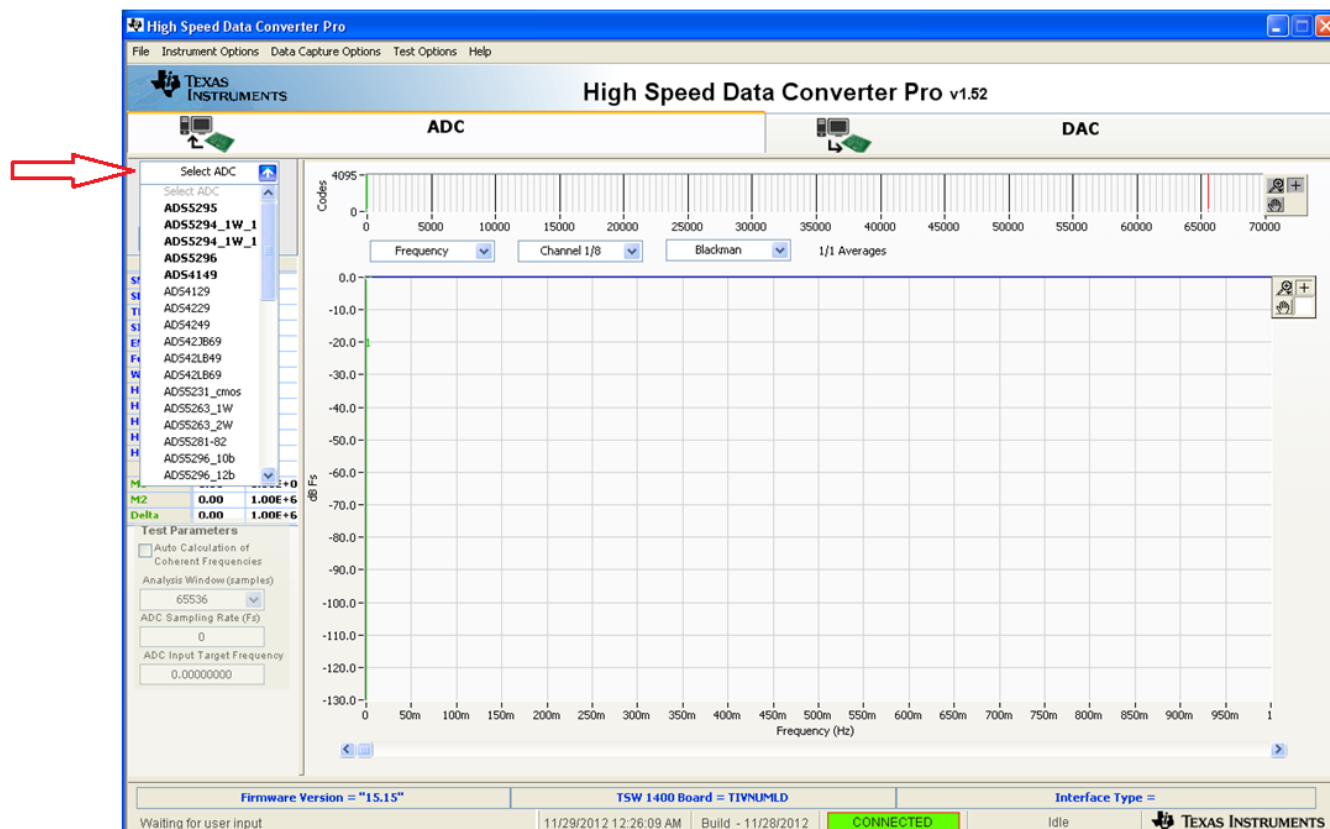 High Speed Data Converter Pro
File Instrument Options Data Capture Options Test Options Help
TEXAS INSTRUMENTS
High Speed Data Converter Pro v1.52
ADC
DAC
Select ADC
Select ADC
ADS5295
ADS5294_1W_1
ADS5294_1W_1
ADS5296
ADS4149
ADS4129
ADS4229
ADS4249
ADS42JB69
ADS42LB49
ADS42LB69
ADS5231_cmos
ADS5263_1W
ADS5263_2W
ADS5281-82
ADS5296_10b
ADS5296_12b
M2 0.00 1.00E+6
Delta 0.00 1.00E+6
Test Parameters
Auto Calculation of
Coherent Frequencies
Analysis Window (samples)
65536
ADC Sampling Rate (Fs)
0
ADC Input Target Frequency
0.00000000
Codes
4095
0
0 5000 10000 15000 20000 25000 30000 35000 40000 45000 50000 55000 60000 65000 70000
Frequency Channel 1/8 Blackman 1/1 Averages
dB Fs
0.0
-10.0
-20.0
-30.0
-40.0
-50.0
-60.0
-70.0
-80.0
-90.0
-100.0
-110.0
-120.0
-130.0
1
0 50m 100m 150m 200m 250m 300m 350m 400m 450m 500m 550m 600m 650m 700m 750m 800m 850m 900m 950m 1
Frequency (Hz)
Firmware Version = "15.15" TSW 1400 Board = TIVNUMLD Interface Type =
Waiting for user input 11/29/2012 12:26:09 AM Build - 11/28/2012 CONNECTED Idle TEXAS INSTRUMENTS